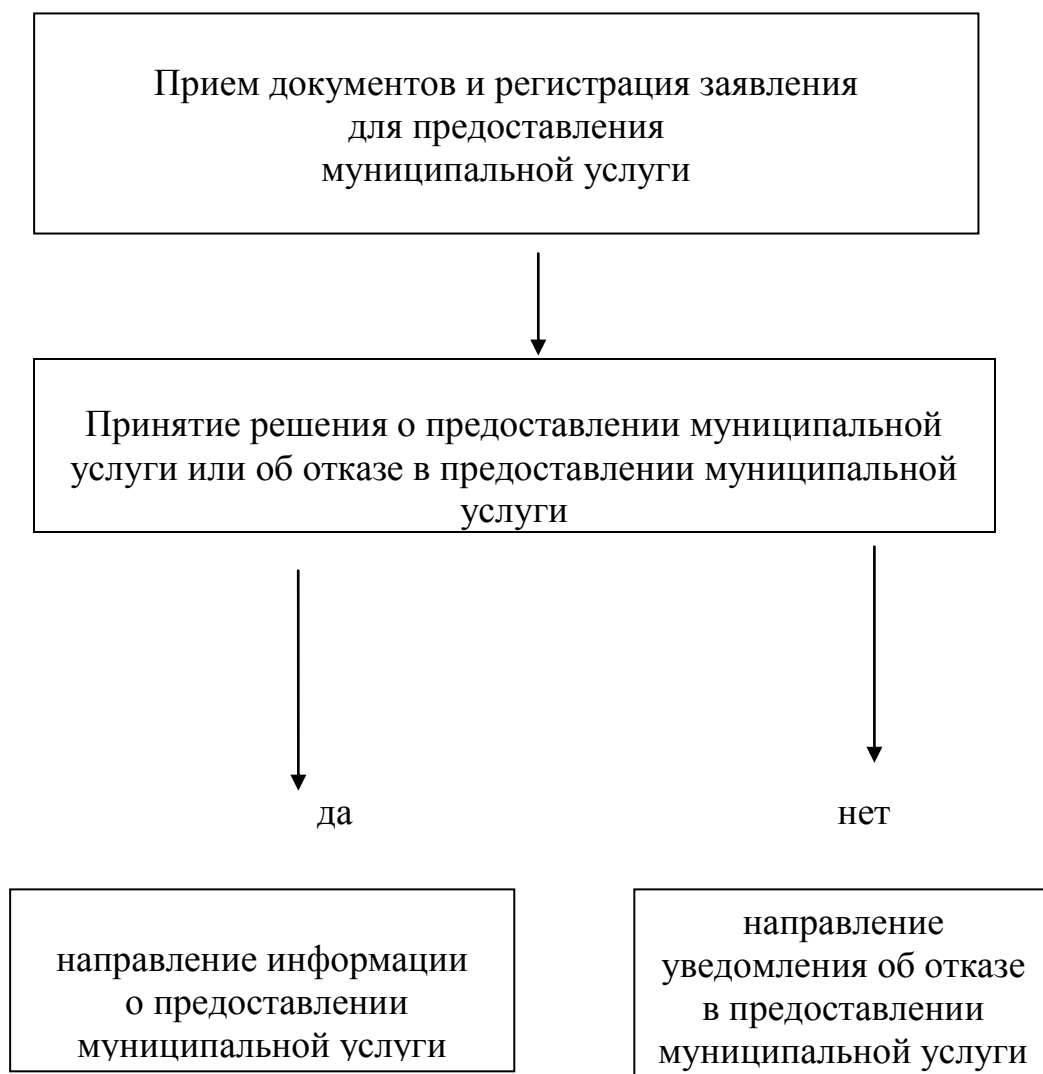 Прием документов и регистрация заявления
для предоставления
муниципальной услуги
Принятие решения о предоставлении муниципальной
услуги или об отказе в предоставлении муниципальной
услуги
да
нет
направление информации
о предоставлении
муниципальной услуги
направление
уведомления об отказе
в предоставлении
муниципальной услуги